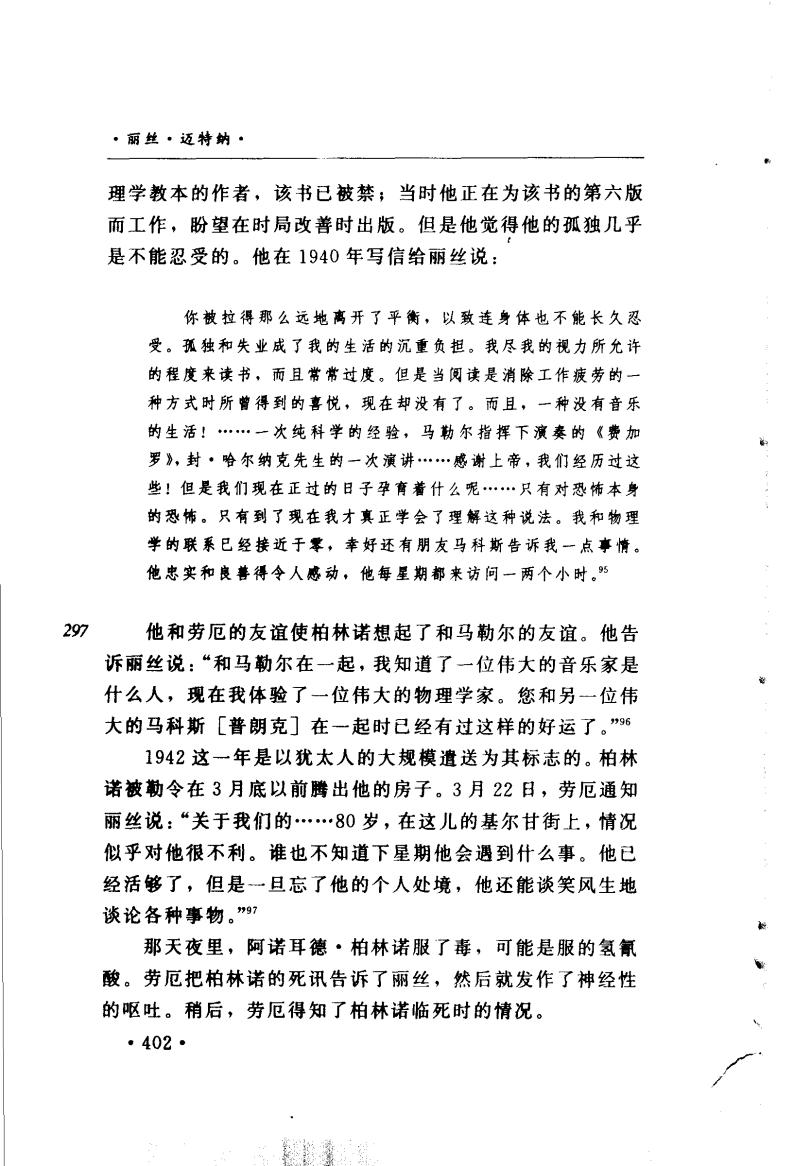 ·丽丝·迈特纳·
理学教本的作者，该书已被禁；当时他正在为该书的第六版
而工作，盼望在时局改善时出版。但是他觉得他的孤独几乎
是不能忍受的。他在 1940 年写信给丽丝说：
你被拉得那么远地离开了平衡，以致连身体也不能长久忍
受。孤独和失业成了我的生活的沉重负担。我尽我的视力所允许
的程度来读书，而且常常过度。但是当阅读是消除工作疲劳的一
种方式时所曾得到的喜悦，现在却没有了。而且，一种没有音乐
的生活！……一次纯科学的经验，马勒尔指挥下演奏的《费加
罗》，封·哈尔纳克先生的一次演讲……感谢上帝，我们经历过这
些！但是我们现在正过的日子孕育着什么呢……只有对恐怖本身
的恐怖。只有到了现在我才真正学会了理解这种说法。我和物理
学的联系已经接近于零，幸好还有朋友马科斯告诉我一点事情。
他忠实和良善得令人感动，他每星期都来访问一两个小时。95
297
他和劳厄的友谊使柏林诺想起了和马勒尔的友谊。他告
诉丽丝说：“和马勒尔在一起，我知道了一位伟大的音乐家是
什么人，现在我体验了一位伟大的物理学家。您和另一位伟
大的马科斯［普朗克］在一起时已经有过这样的好运了。”96
1942 这一年是以犹太人的大规模遣送为其标志的。柏林
诺被勒令在 3 月底以前腾出他的房子。3 月 22 日，劳厄通知
丽丝说：“关于我们的……80 岁，在这儿的基尔甘街上，情况
似乎对他很不利。谁也不知道下星期他会遇到什么事。他已
经活够了，但是一旦忘了他的个人处境，他还能谈笑风生地
谈论各种事物。”97
那天夜里，阿诺耳德·柏林诺服了毒，可能是服的氢氰
酸。劳厄把柏林诺的死讯告诉了丽丝，然后就发作了神经性
的呕吐。稍后，劳厄得知了柏林诺临死时的情况。
·402·